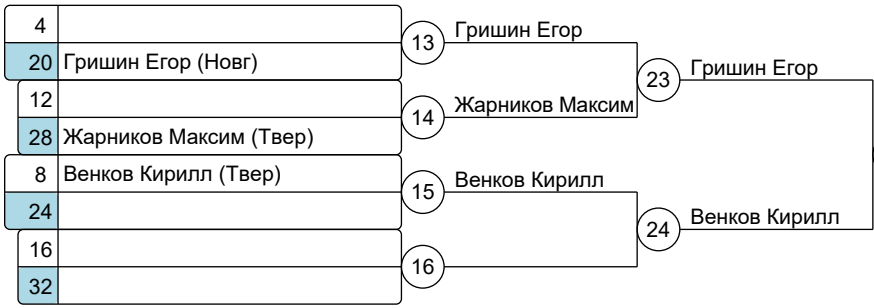 4
20 Гришин Егор (Новг)
13 Гришин Егор
12
28 Жарников Максим (Твер)
14 Жарников Максим
23 Гришин Егор
8 Венков Кирилл (Твер)
24
15 Венков Кирилл
16
32
16
24 Венков Кирилл